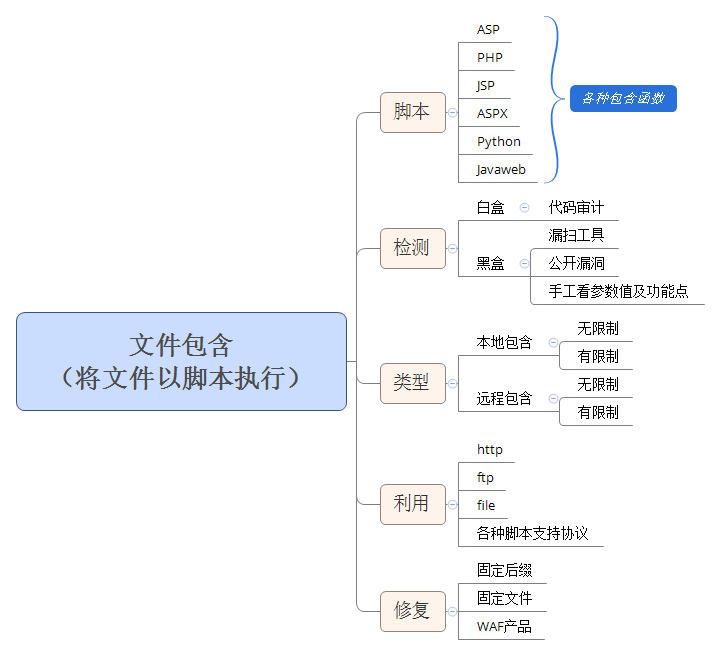 文件包含
（将文件以脚本执行）
脚本
ASP
PHP
JSP
ASPX
Python
Javaweb
各种包含函数
检测
白盒
代码审计
黑盒
漏扫工具
公开漏洞
手工看参数值及功能点
类型
本地包含
无限制
有限制
远程包含
无限制
有限制
利用
http
ftp
file
各种脚本支持协议
修复
固定后缀
固定文件
WAF产品